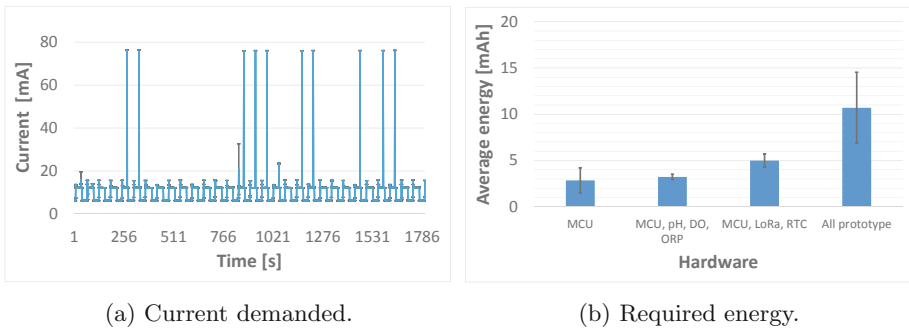 Current [mA]
80
60
40
20
0
1 256 511 766 1021 1276 1531 1786
Time [s]
(a) Current demanded.
Average energy [mAh]
20
15
10
5
0
MCU
MCU, pH, DO,
ORP
MCU, LoRa, RTC
All prototype
Hardware
(b) Required energy.